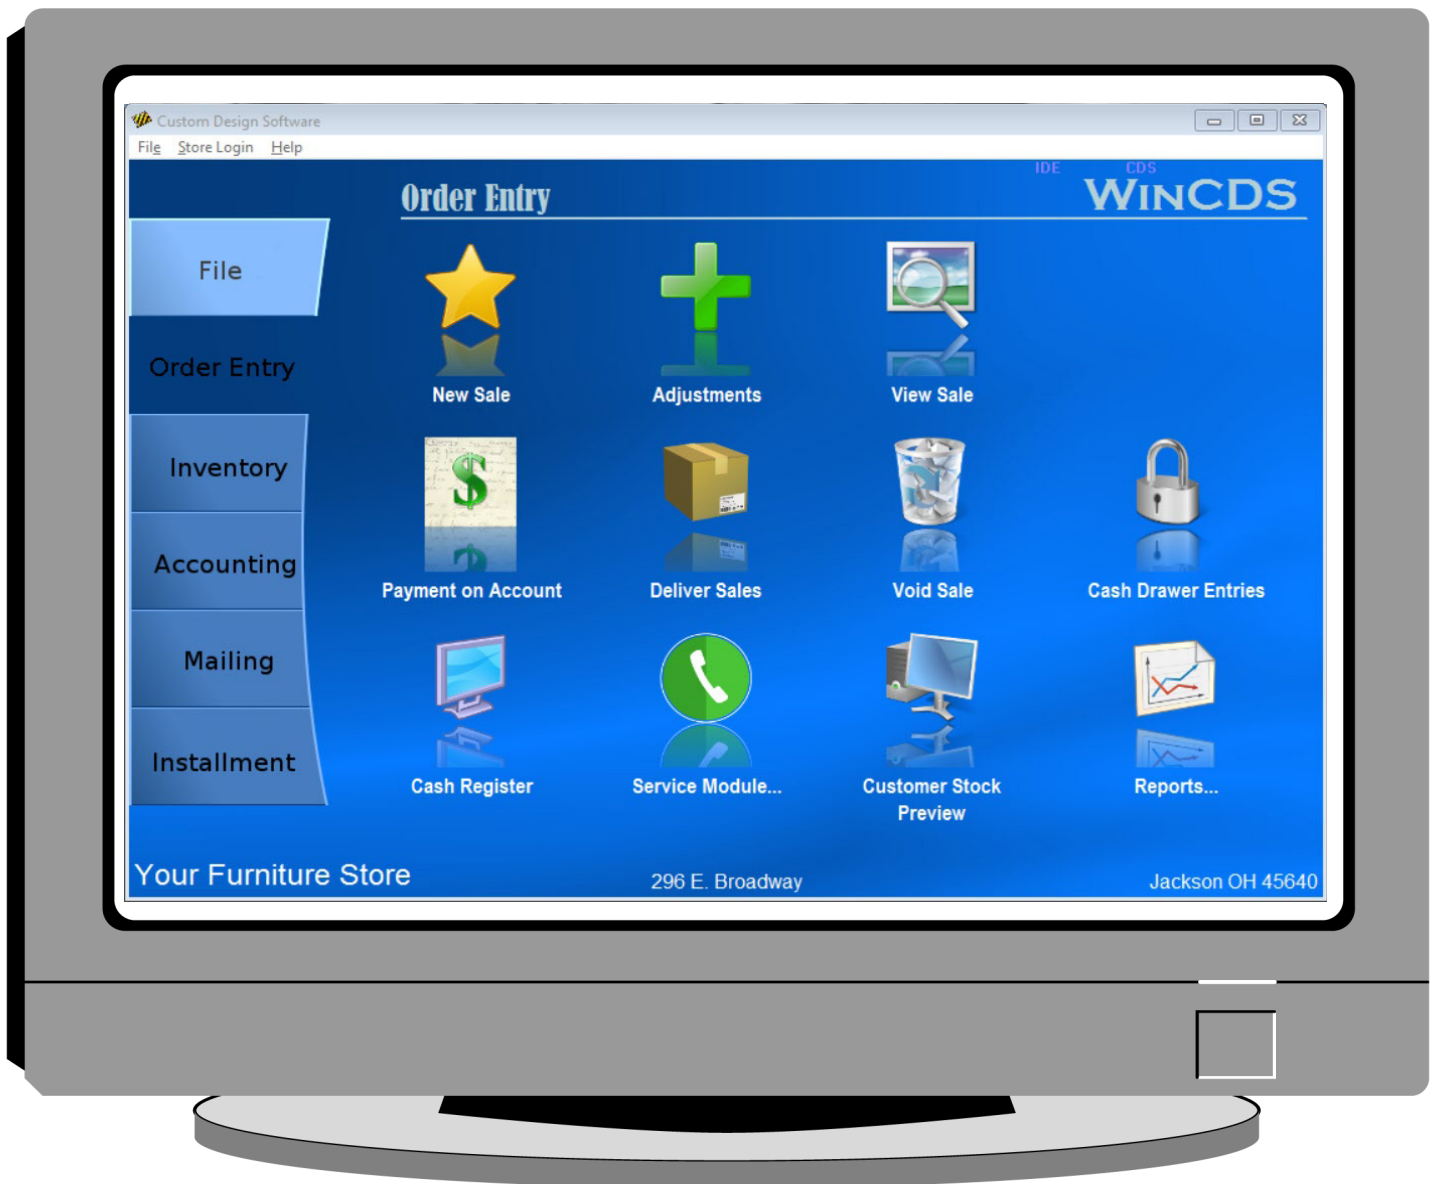 Custom Design Software
File Store Login Help
IDE CDS
Order Entry
WinCDS
File
Order Entry
Inventory
Accounting
Mailing
Installment
New Sale
Adjustments
View Sale
Payment on Account
Deliver Sales
Void Sale
Cash Drawer Entries
Cash Register
Service Module...
Customer Stock
Preview
Reports...
Your Furniture Store
296 E. Broadway
Jackson OH 45640